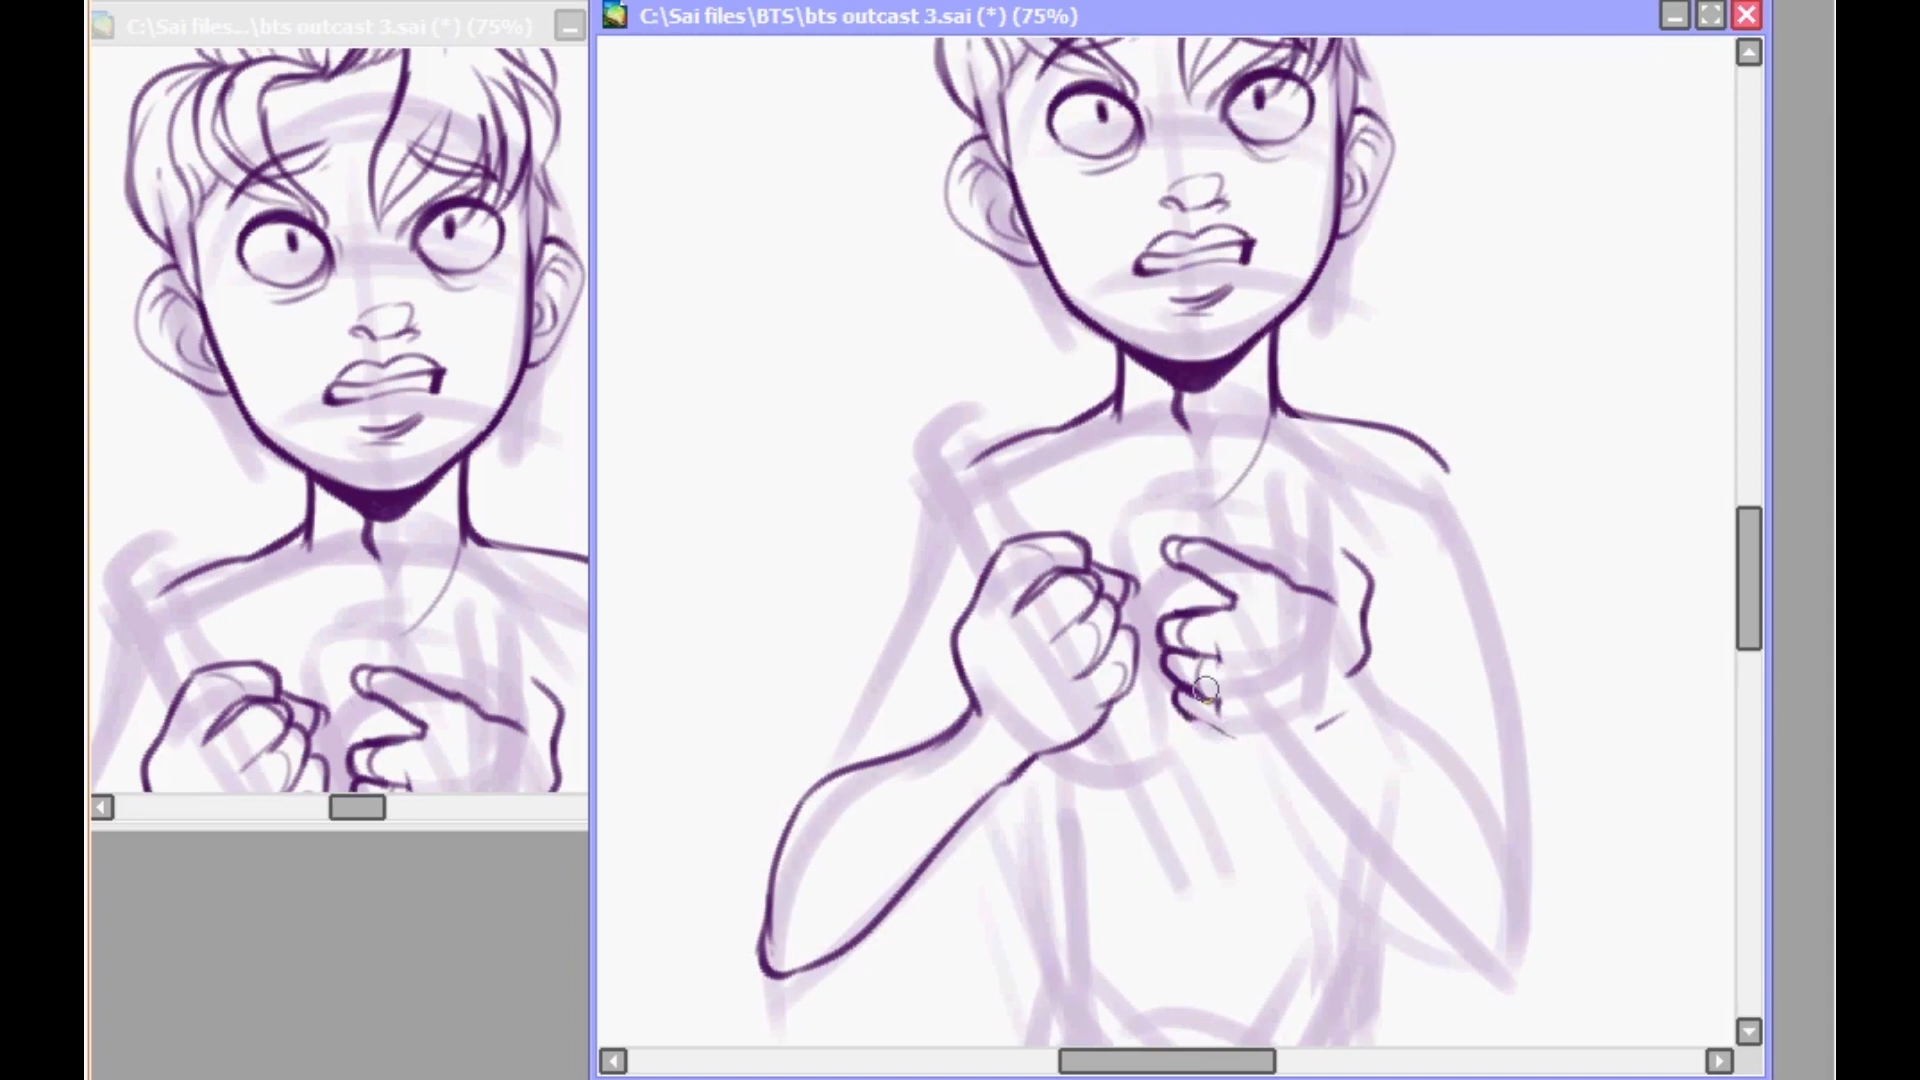 C:\Sai files...\bts outcast 3.sai (*) (75%)
C:\Sai files\BTS\bts outcast 3.sai (*) (75%)